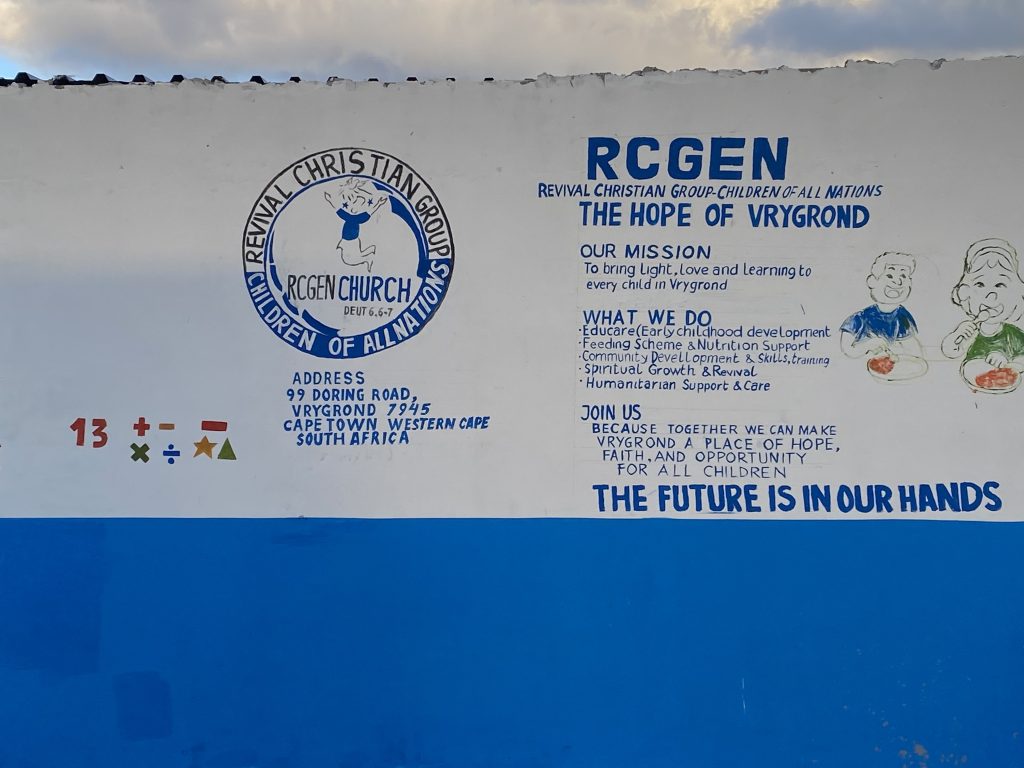 REVIVAL CHRISTIAN GROUP
CHILDREN OF ALL NATIONS
RCGEN CHURCH
DEUT 6,6-7
ADDRESS
99 DORING ROAD,
VRYGROND 7945
CAPE TOWN WESTERN CAPE
SOUTH AFRICA
13 + - × ÷
RCGEN
REVIVAL CHRISTIAN GROUP-CHILDREN OF ALL NATIONS
THE HOPE OF VRYGROND
OUR MISSION
To bring light, love and learning to
every child in Vrygrond
WHAT WE DO
·Educare(Early childhood development
·Feeding Scheme & Nutrition Support
·Community Devellopment & Skills, training
·Spiritual Growth & Revival
·Humanitarian Support & Care
JOIN US
BECAUSE TOGETHER WE CAN MAKE
VRYGROND A PLACE OF HOPE,
FAITH, AND OPPORTUNITY
FOR ALL CHILDREN
THE FUTURE IS IN OUR HANDS